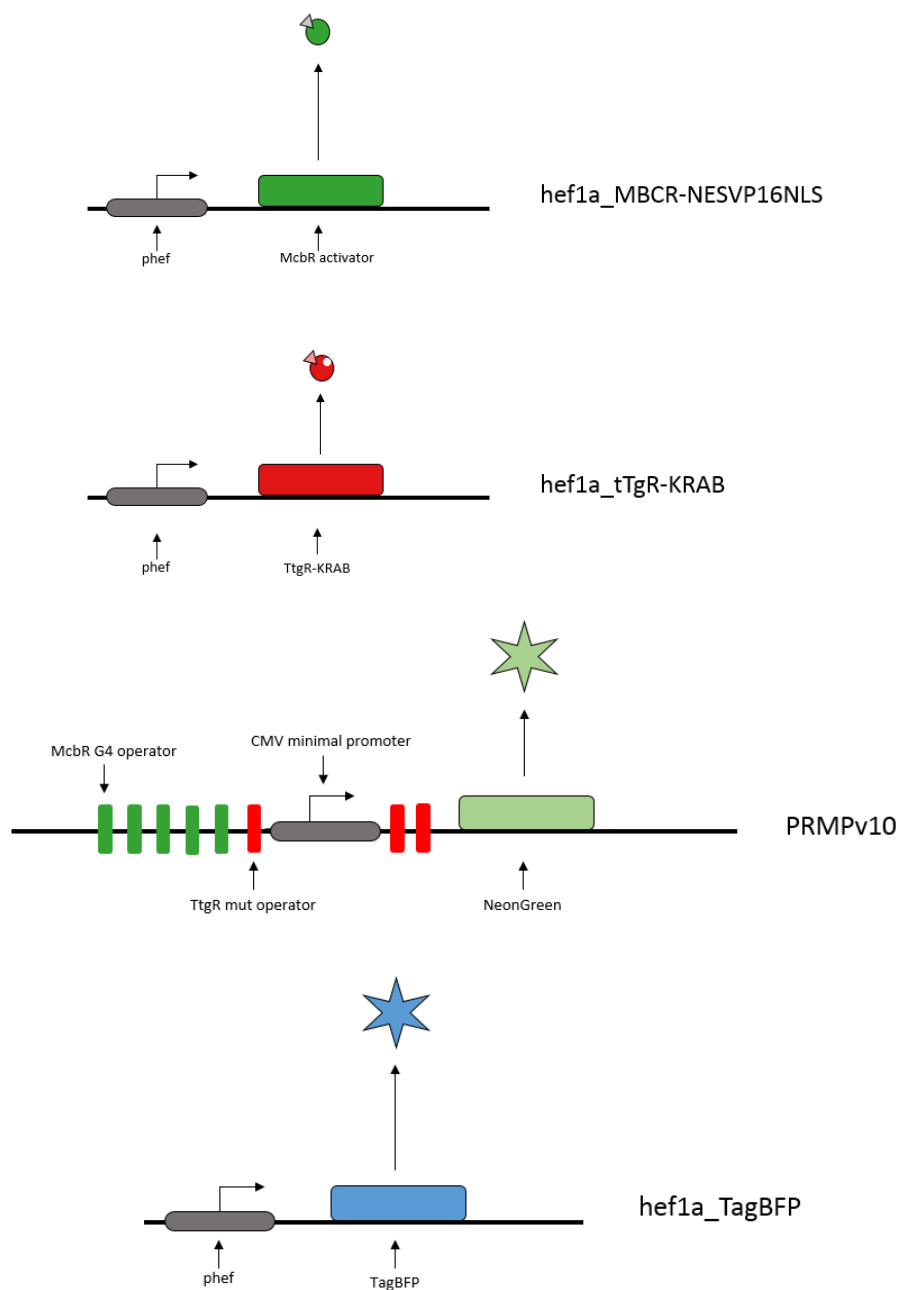 hef1a_MBCR-NESVP16NLS
phef
McbR activator
hef1a_tTgR-KRAB
phef
TtgR-KRAB
CMV minimal promoter
McbR G4 operator
PRMPv10
TtgR mut operator
NeonGreen
hef1a_TagBFP
phef
TagBFP